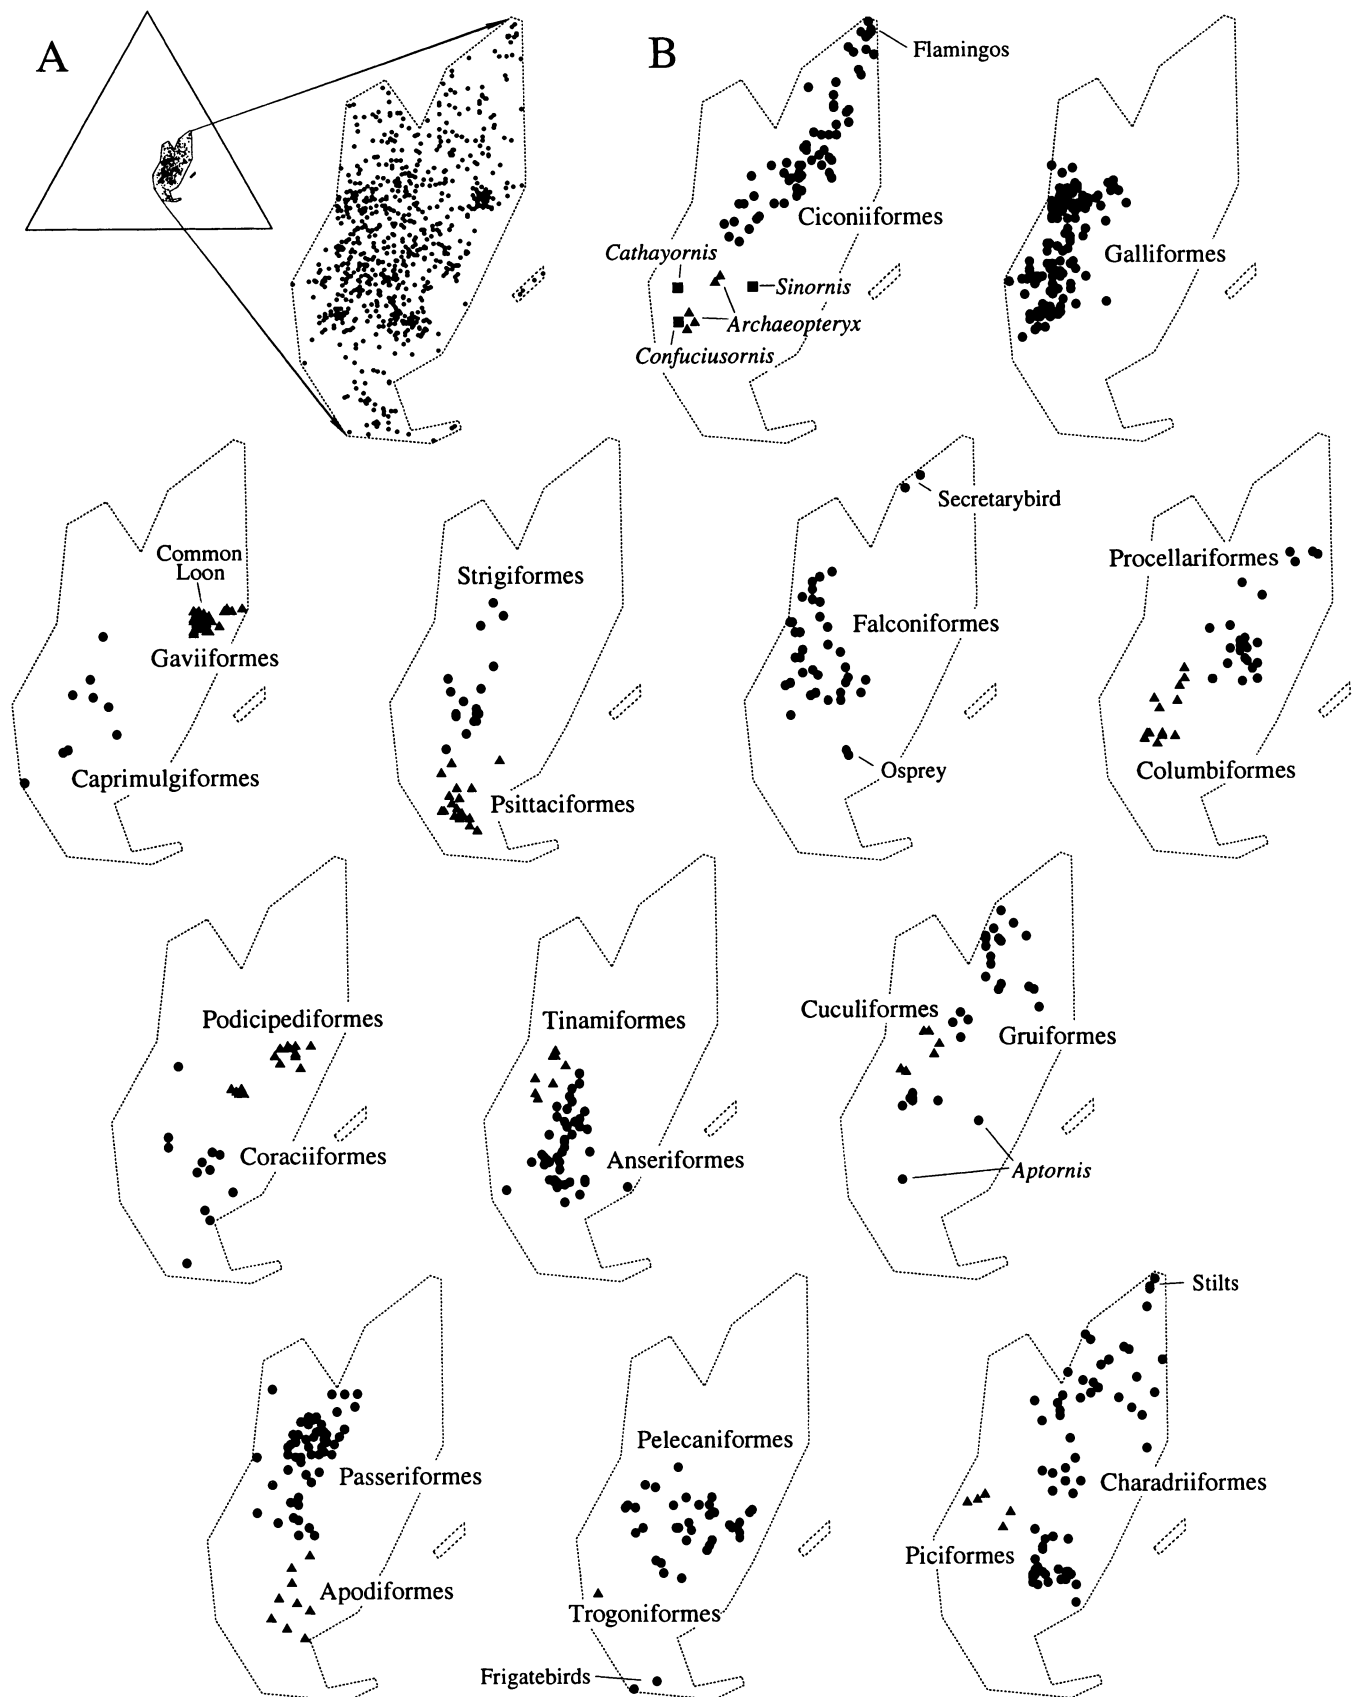 A
B
Flamingos
Ciconiiformes
Cathayornis
Sinornis
Archaeopteryx
Confuciusornis
Galliformes
Common
Loon
Gaviiformes
Caprimulgiformes
Strigiformes
Psittaciformes
Secretarybird
Falconiformes
Osprey
Procellariformes
Columbiformes
Podicipediformes
Coraciiformes
Tinamiformes
Anseriformes
Cuculiformes
Gruiformes
Aptornis
Passeriformes
Apodiformes
Pelecaniformes
Trogoniformes
Frigatebirds
Stilts
Charadriiformes
Piciformes